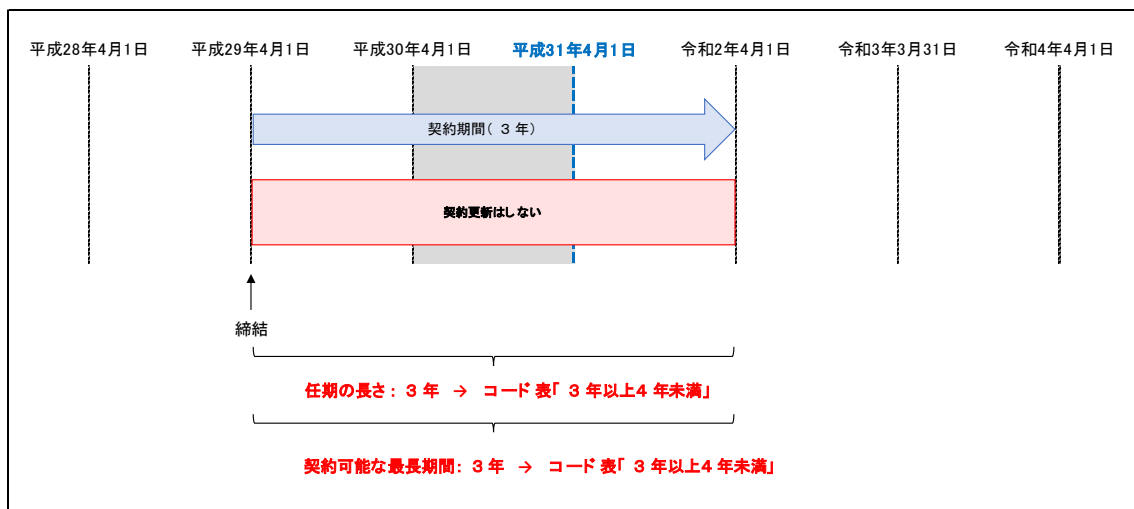 平成28年4月1日
平成29年4月1日
平成30年4月1日
平成31年4月1日
令和2年4月1日
令和3年3月31日
令和4年4月1日
契約期間(3年)
契約更新はしない
締結
任期の長さ:3年 → コード表「3年以上4年未満」
契約可能な最長期間:3年 → コード表「3年以上4年未満」